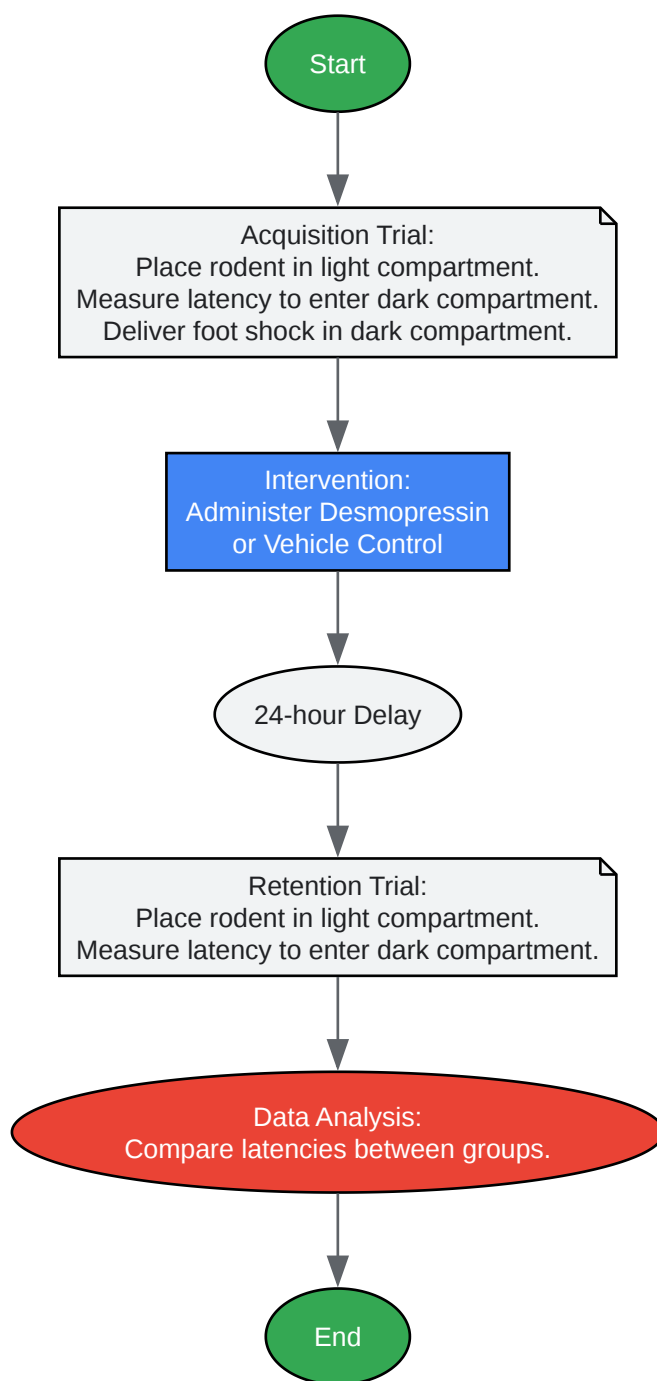 Start
Acquisition Trial:
Place rodent in light compartment.
Measure latency to enter dark compartment.
Deliver foot shock in dark compartment.
Intervention:
Administer Desmopressin
or Vehicle Control
24-hour Delay
Retention Trial:
Place rodent in light compartment.
Measure latency to enter dark compartment.
Data Analysis:
Compare latencies between groups.
End